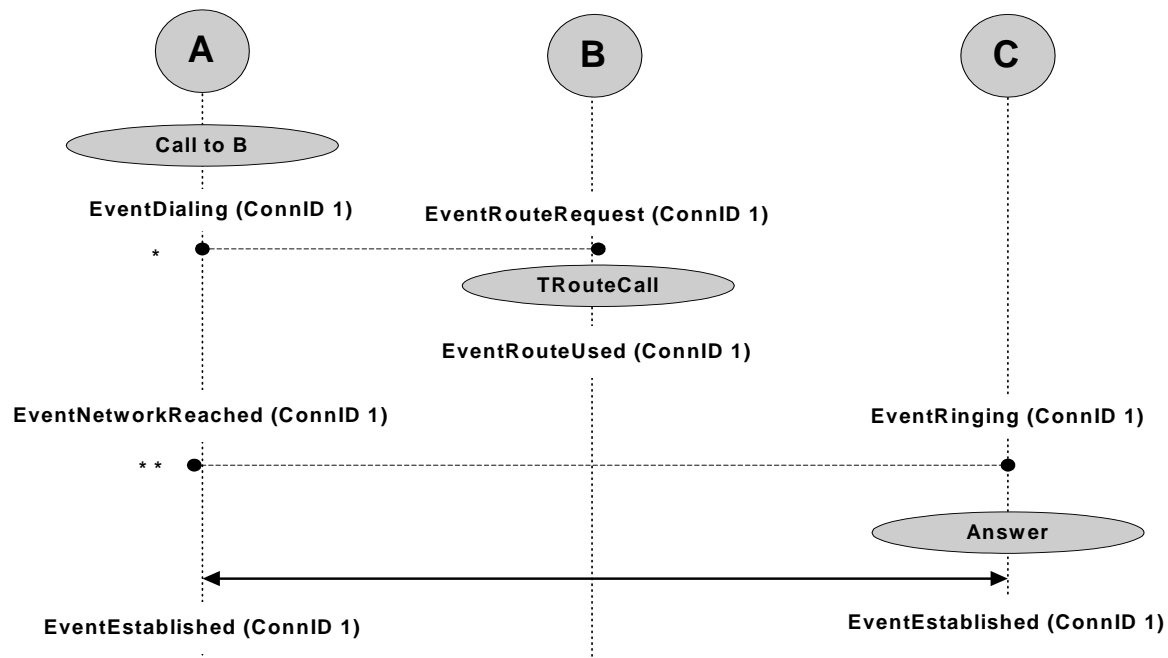 A
B
C
Call to B
EventDialing (ConnID 1)
EventRouteRequest (ConnID 1)
*
TRouteCall
EventRouteUsed (ConnID 1)
EventNetworkReached (ConnID 1)
EventRinging (ConnID 1)
* *
Answer
EventEstablished (ConnID 1)
EventEstablished (ConnID 1)